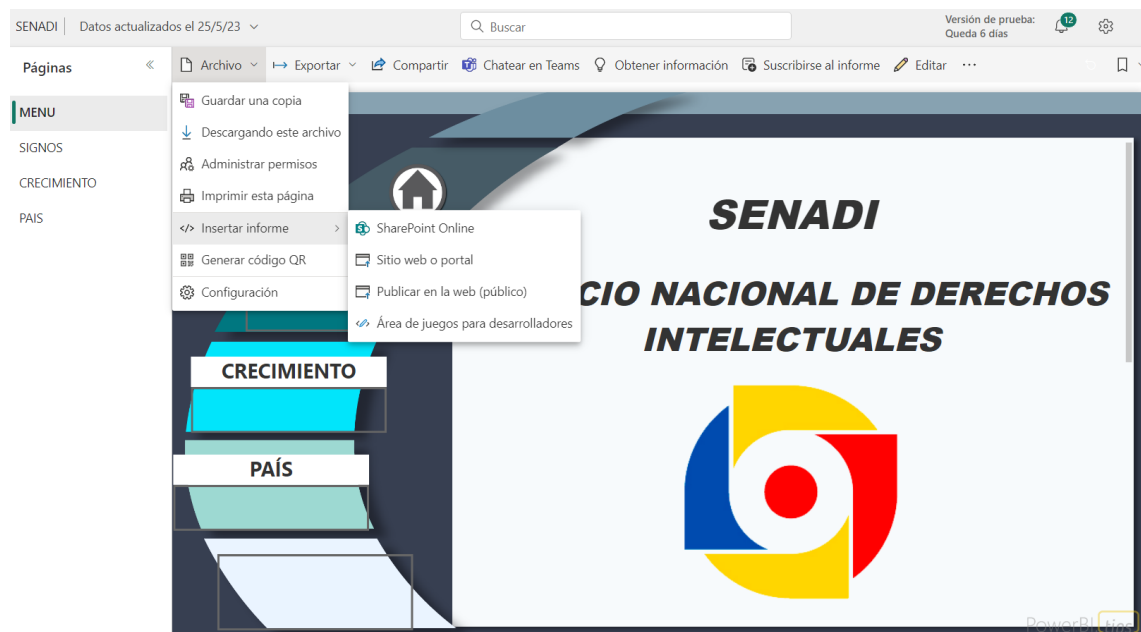 SENADI
Datos actualizados el 25/5/23
Buscar
Versión de prueba:
Queda 6 días
12
Páginas
Archivo
Exportar
Compartir
Chatear en Teams
Obtener información
Suscribirse al informe
Editar
MENU
SIGNOS
CRECIMIENTO
PAIS
Guardar una copia
Descargando este archivo
Administrar permisos
Imprimir esta página
Insertar informe
Generar código QR
Configuración
SharePoint Online
Sitio web o portal
Publicar en la web (público)
Área de juegos para desarrolladores
SENADI
CIO NACIONAL DE DERECHOS
INTELECTUALES
CRECIMIENTO
PAÍS
PowerBI.tips